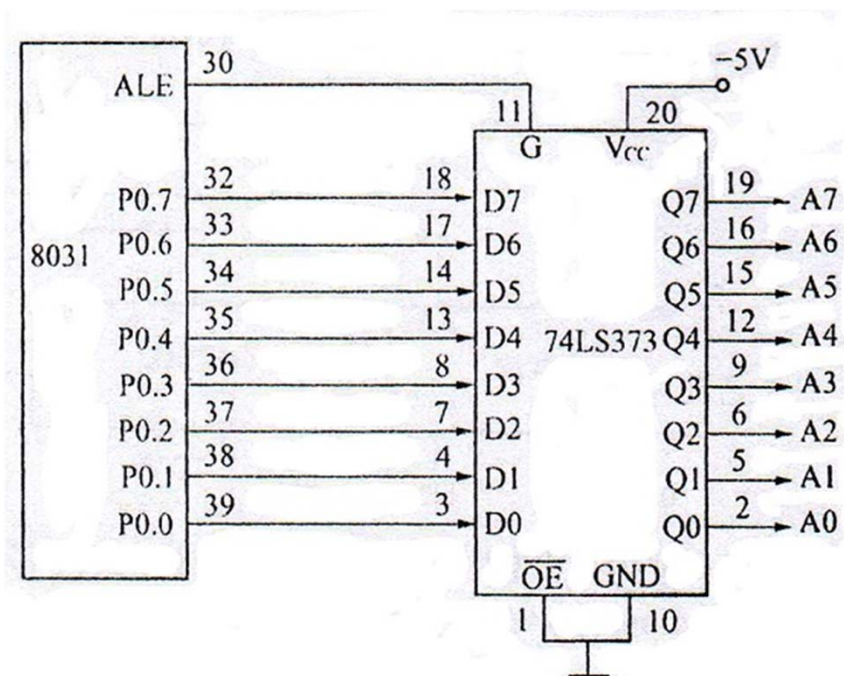 −5V
30
ALE
11 20
G VCC
P0.7 32 18 D7 Q7 19 A7
P0.6 33 17 D6 Q6 16 A6
8031
P0.5 34 14 D5 Q5 15 A5
P0.4 35 13 D4 74LS373 Q4 12 A4
P0.3 36 8 D3 Q3 9 A3
P0.2 37 7 D2 Q2 6 A2
P0.1 38 4 D1 Q1 5 A1
P0.0 39 3 D0 Q0 2 A0
OE GND
1 10